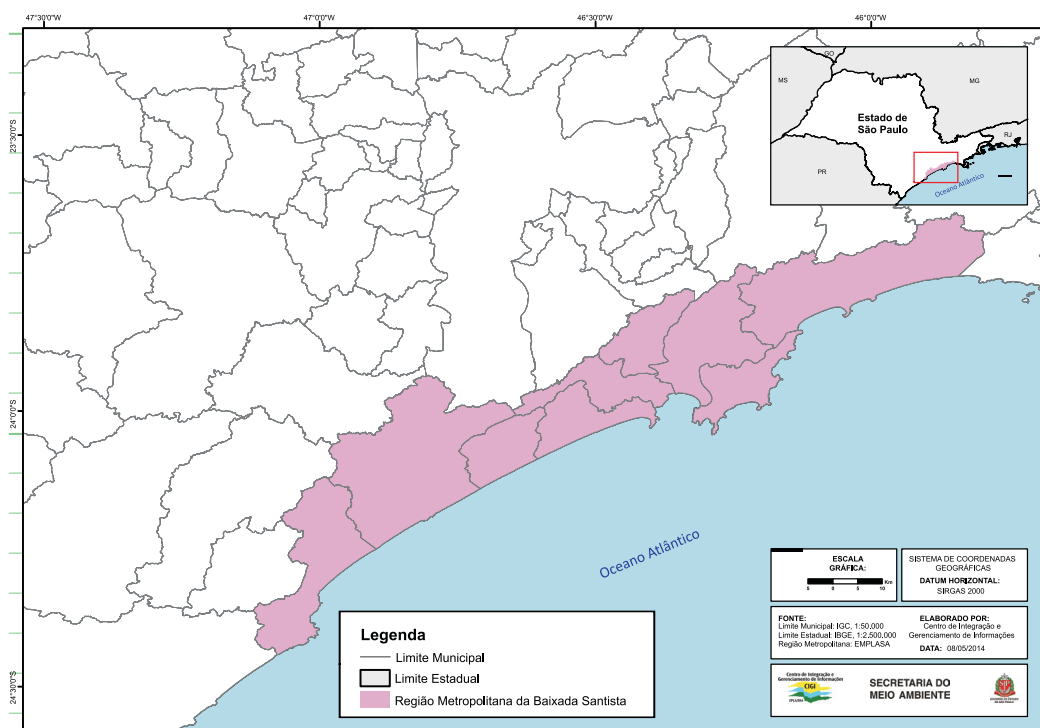 47°30'0"W
47°0'0"W
46°30'0"W
46°0'0"W
23°30'0"S
24°0'0"S
24°30'0"S
GO
MS
MG
Estado de
São Paulo
RJ
PR
Oceano Atlântico
Oceano Atlântico
Legenda
Limite Municipal
Limite Estadual
Região Metropolitana da Baixada Santista
ESCALA
GRÁFICA:
5 0 5 10 Km
SISTEMA DE COORDENADAS
GEOGRÁFICAS
DATUM HORIZONTAL:
SIRGAS 2000
FONTE:
Limite Municipal: IGC, 1:50.000
Limite Estadual: IBGE, 1:2.500.000
Região Metropolitana: EMPLASA
ELABORADO POR:
Centro de Integração e
Gerenciamento de Informações
DATA: 08/05/2014
Centro de Integração e
Gerenciamento de Informações
CIGI
SECRETARIA DO
MEIO AMBIENTE